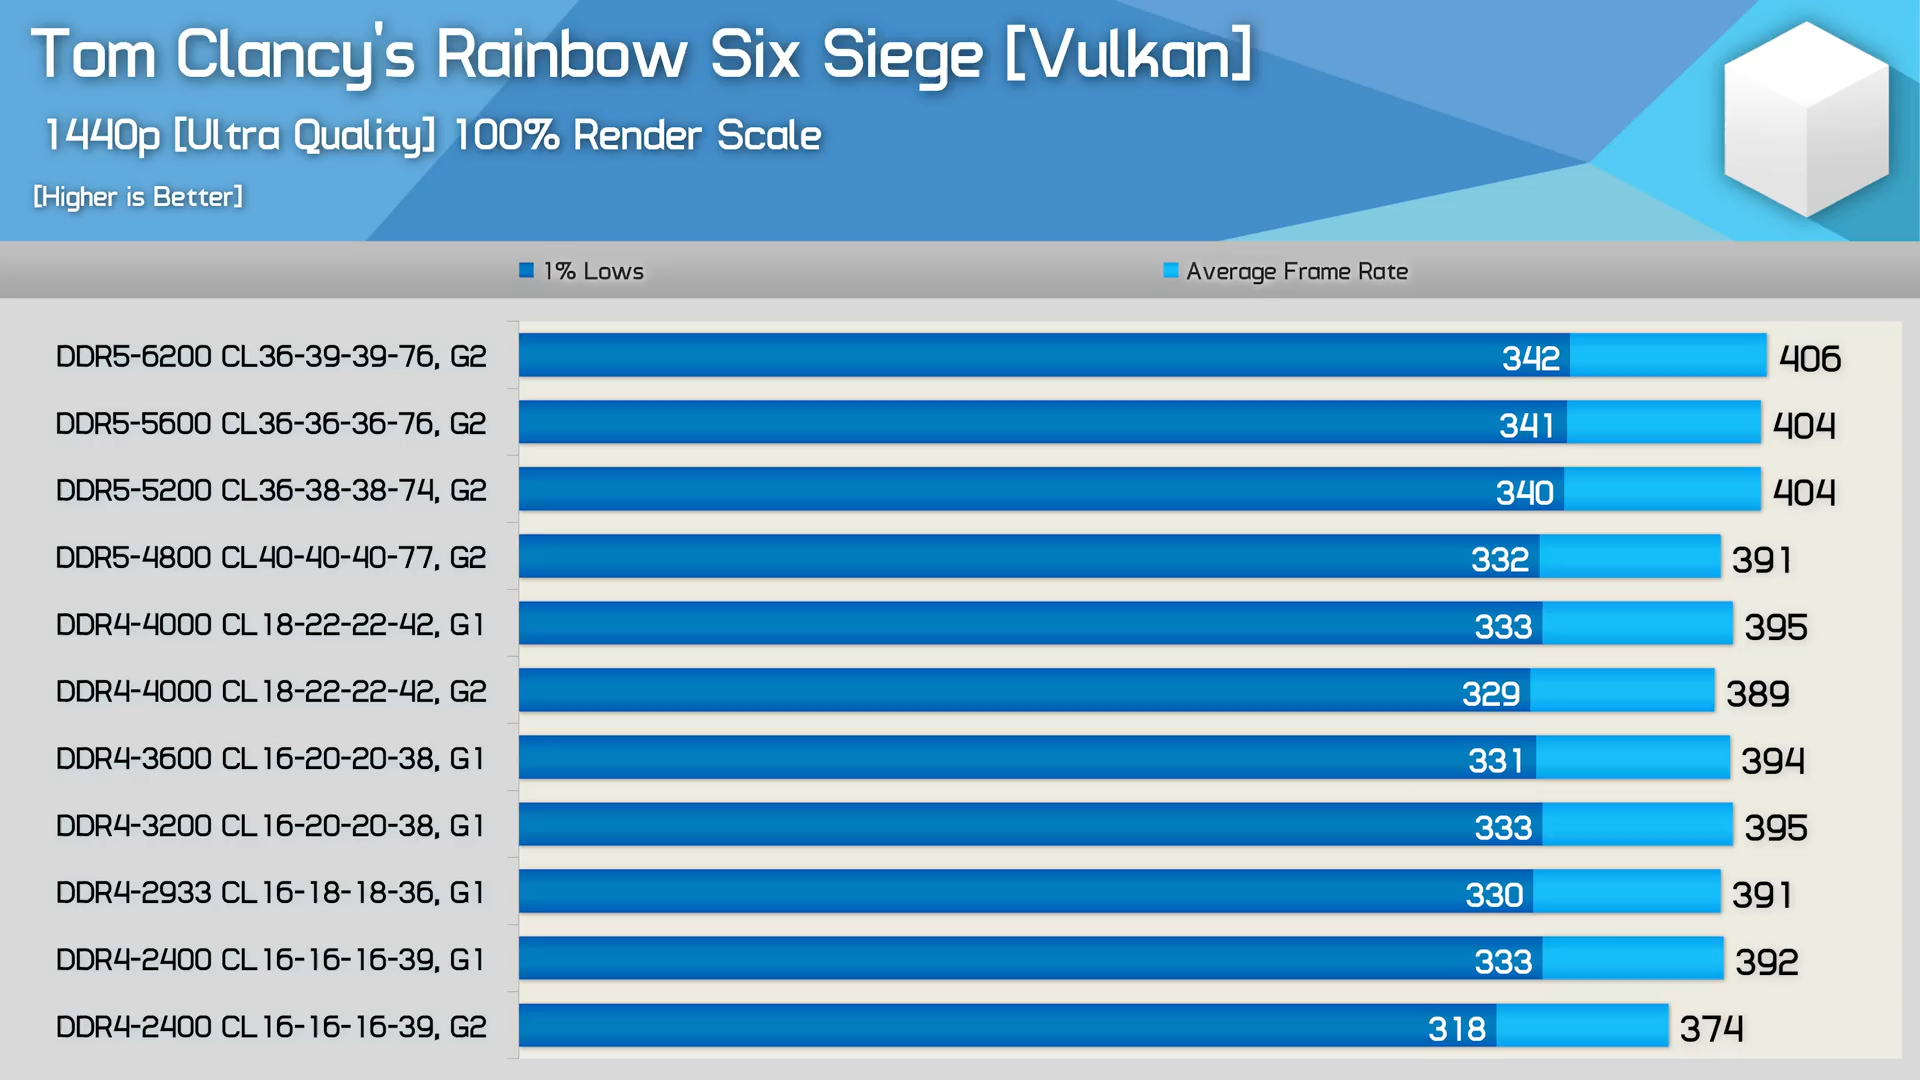 Tom Clancy's Rainbow Six Siege [Vulkan]
1440p [Ultra Quality] 100% Render Scale
[Higher is Better]
1% Lows Average Frame Rate
DDR5-6200 CL36-39-39-76, G2 342 406
DDR5-5600 CL36-36-36-76, G2 341 404
DDR5-5200 CL36-38-38-74, G2 340 404
DDR5-4800 CL40-40-40-77, G2 332 391
DDR4-4000 CL18-22-22-42, G1 333 395
DDR4-4000 CL18-22-22-42, G2 329 389
DDR4-3600 CL16-20-20-38, G1 331 394
DDR4-3200 CL16-20-20-38, G1 333 395
DDR4-2933 CL16-18-18-36, G1 330 391
DDR4-2400 CL16-16-16-39, G1 333 392
DDR4-2400 CL16-16-16-39, G2 318 374